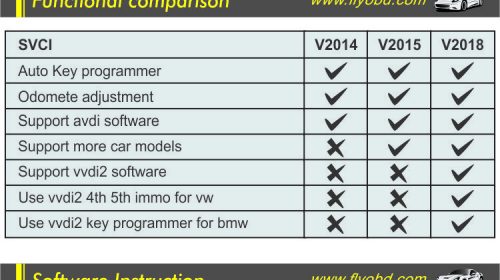 Functional comparison www.flyobd.com
SVCI V2014 V2015 V2018
Auto Key programmer ✓ ✓ ✓
Odomete adjustment ✓ ✓ ✓
Support avdi software ✓ ✓ ✓
Support more car models ✗ ✓ ✓
Support vvdi2 software ✗ ✗ ✓
Use vvdi2 4th 5th immo for vw ✗ ✗ ✓
Use vvdi2 key programmer for bmw ✗ ✗ ✓
Software Instruction www.flyobd.com